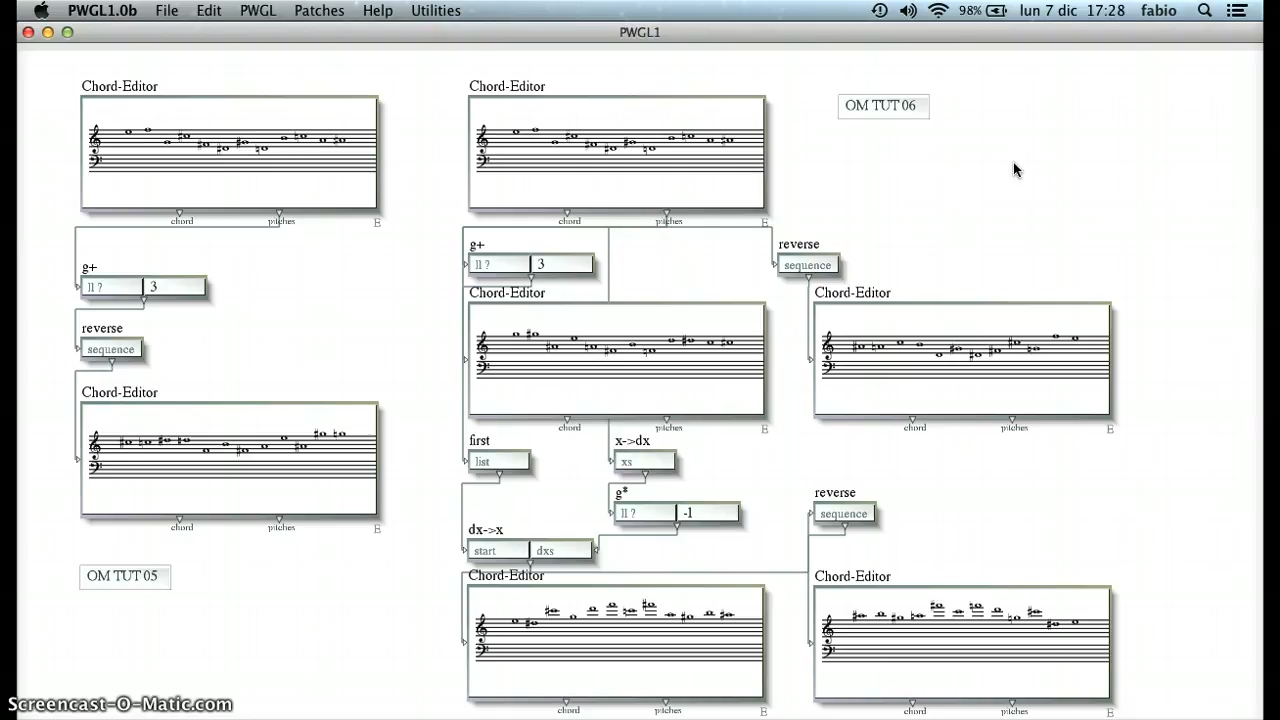 PWGL1.0b File Edit PWGL Patches Help Utilities 98% lun 7 dic 17:28 fabio
PWGL1
Chord-Editor
chord pitches E
g+
ll ? 3
reverse
sequence
Chord-Editor
chord pitches E
OM TUT 05
Chord-Editor
chord pitches E
OM TUT 06
g+
ll ? 3
reverse
sequence
Chord-Editor
chord pitches E
Chord-Editor
chord pitches E
first
list
x->dx
xs
g*
ll ? -1
reverse
sequence
dx->x
start dxs
Chord-Editor
chord pitches E
Chord-Editor
chord pitches E
Screencast-O-Matic.com